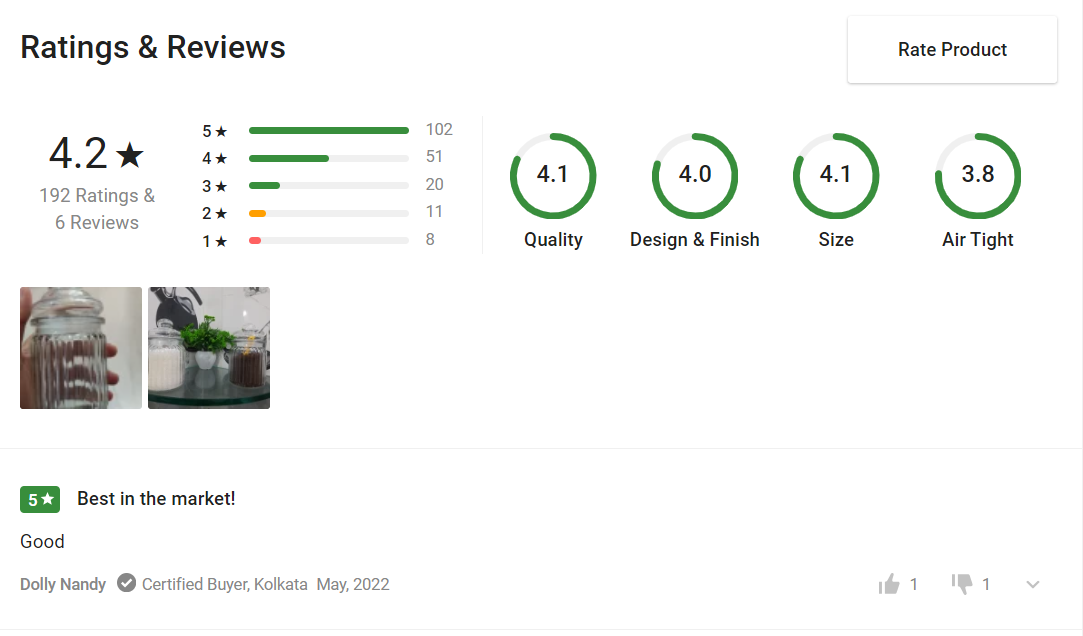 Ratings & Reviews
Rate Product
4.2★
192 Ratings &
6 Reviews
5★ 102
4★ 51
3★ 20
2★ 11
1★ 8
4.1 4.0 4.1 3.8
Quality Design & Finish Size Air Tight
5★ Best in the market!
Good
Dolly Nandy Certified Buyer, Kolkata May, 2022 1 1